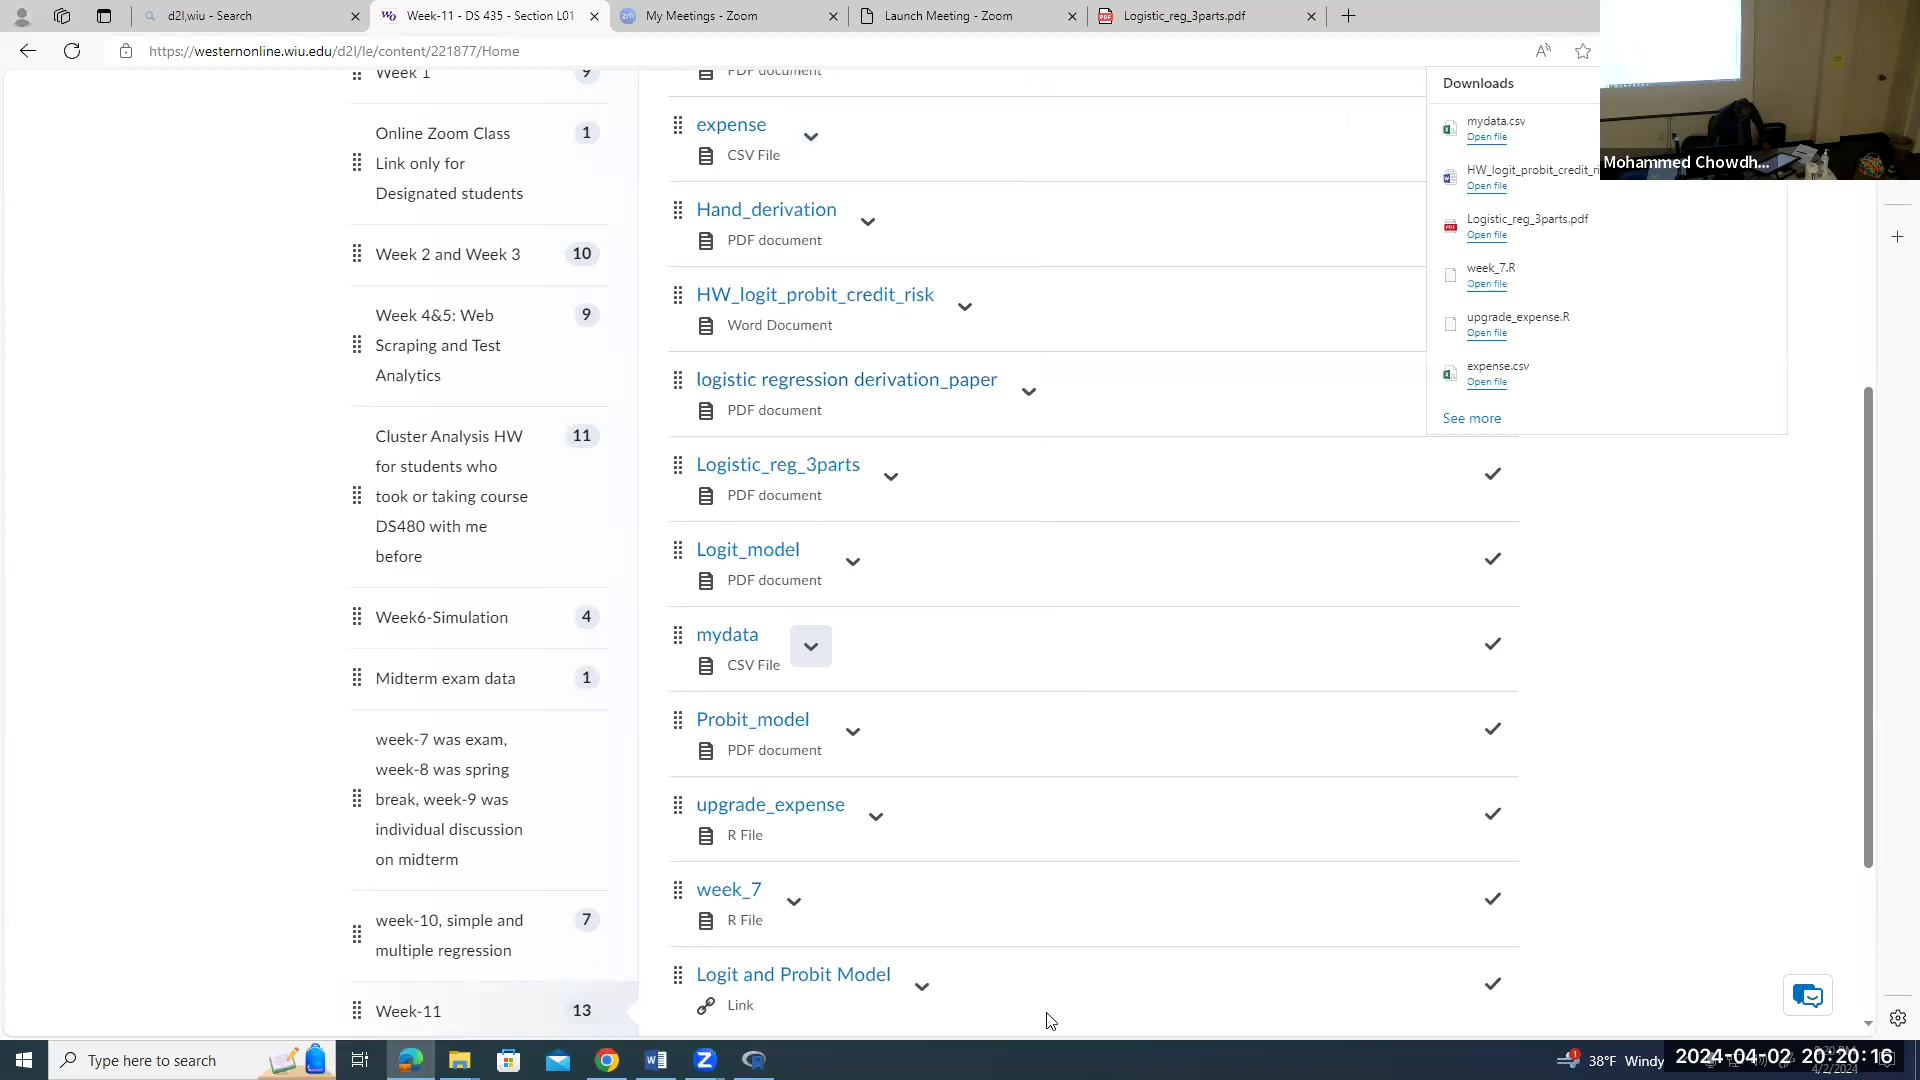 d2l,wiu - Search
Week-11 - DS 435 - Section L01
My Meetings - Zoom
Launch Meeting - Zoom
Logistic_reg_3parts.pdf
https://westernonline.wiu.edu/d2l/le/content/221877/Home
Week 1
9
Online Zoom Class
Link only for
Designated students
1
Week 2 and Week 3
10
Week 4&5: Web
Scraping and Test
Analytics
9
Cluster Analysis HW
for students who
took or taking course
DS480 with me
before
11
Week6-Simulation
4
Midterm exam data
1
week-7 was exam,
week-8 was spring
break, week-9 was
individual discussion
on midterm
week-10, simple and
multiple regression
7
Week-11
13
PDF document
expense
CSV File
Hand_derivation
PDF document
HW_logit_probit_credit_risk
Word Document
logistic regression derivation_paper
PDF document
Logistic_reg_3parts
PDF document
Logit_model
PDF document
mydata
CSV File
Probit_model
PDF document
upgrade_expense
R File
week_7
R File
Logit and Probit Model
Link
Downloads
mydata.csv
Open file
HW_logit_probit_credit_ri
Open file
Logistic_reg_3parts.pdf
Open file
week_7.R
Open file
upgrade_expense.R
Open file
expense.csv
Open file
See more
Mohammed Chowdh...
Type here to search
1
38°F Windy
2024-04-02 20:20:16
4/2/2024